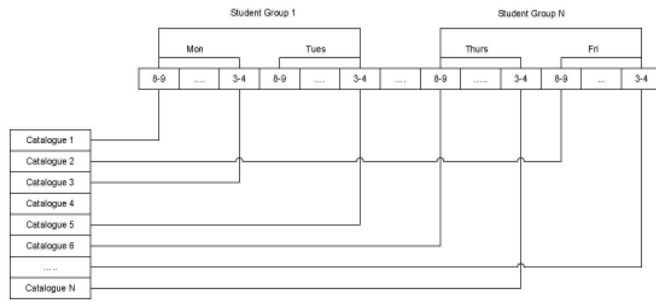 Student Group 1 Student Group N
Mon Tues Thurs Fri
8-9 .... 3-4 8-9 .... 3-4 .... 8-9 ..... 3-4 8-9 ... 3-4
Catalogue 1
Catalogue 2
Catalogue 3
Catalogue 4
Catalogue 5
Catalogue 6
.....
Catalogue N